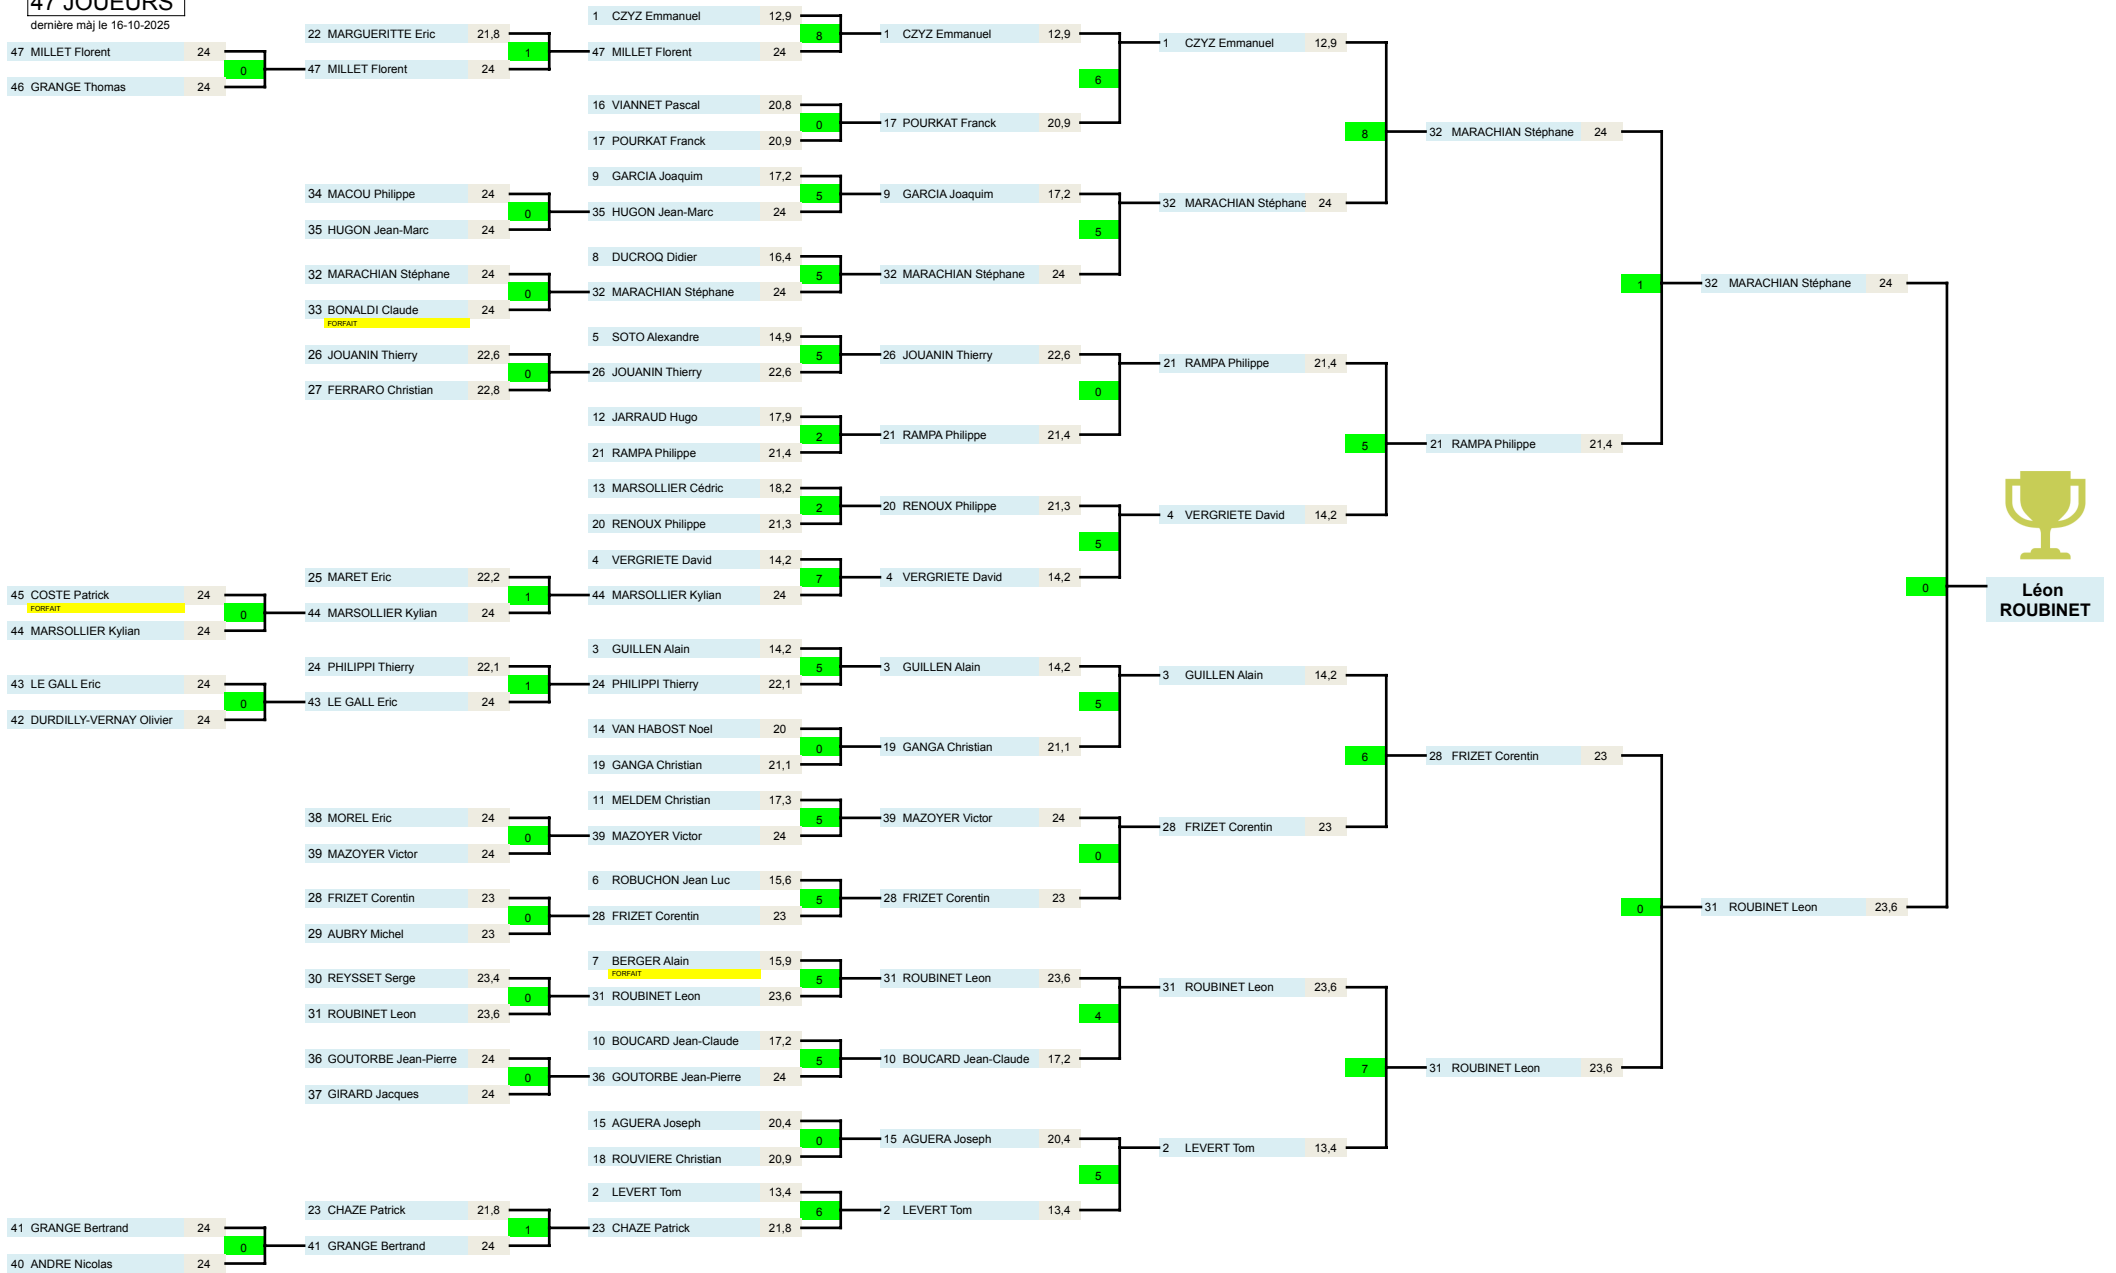 47 JOUEURS
dernière màj le 16-10-2025
47 MILLET Florent 24
0
46 GRANGE Thomas 24
45 COSTE Patrick 24
FORFAIT
0
44 MARSOLLIER Kylian 24
43 LE GALL Eric 24
0
42 DURDILLY-VERNAY Olivier 24
41 GRANGE Bertrand 24
0
40 ANDRE Nicolas 24
22 MARGUERITTE Eric 21,8
1
47 MILLET Florent 24
34 MACOU Philippe 24
0
35 HUGON Jean-Marc 24
32 MARACHIAN Stéphane 24
0
33 BONALDI Claude 24
FORFAIT
26 JOUANIN Thierry 22,6
0
27 FERRARO Christian 22,8
25 MARET Eric 22,2
1
44 MARSOLLIER Kylian 24
24 PHILIPPI Thierry 22,1
1
43 LE GALL Eric 24
38 MOREL Eric 24
0
39 MAZOYER Victor 24
28 FRIZET Corentin 23
0
29 AUBRY Michel 23
30 REYSSET Serge 23,4
0
31 ROUBINET Leon 23,6
36 GOUTORBE Jean-Pierre 24
0
37 GIRARD Jacques 24
23 CHAZE Patrick 21,8
1
41 GRANGE Bertrand 24
1 CZYZ Emmanuel 12,9
8
47 MILLET Florent 24
16 VIANNET Pascal 20,8
0
17 POURKAT Franck 20,9
9 GARCIA Joaquim 17,2
5
35 HUGON Jean-Marc 24
8 DUCROQ Didier 16,4
5
32 MARACHIAN Stéphane 24
5 SOTO Alexandre 14,9
5
26 JOUANIN Thierry 22,6
12 JARRAUD Hugo 17,9
2
21 RAMPA Philippe 21,4
13 MARSOLLIER Cédric 18,2
2
20 RENOUX Philippe 21,3
4 VERGRIETE David 14,2
7
44 MARSOLLIER Kylian 24
3 GUILLEN Alain 14,2
5
24 PHILIPPI Thierry 22,1
14 VAN HABOST Noel 20
0
19 GANGA Christian 21,1
11 MELDEM Christian 17,3
5
39 MAZOYER Victor 24
6 ROBUCHON Jean Luc 15,6
5
28 FRIZET Corentin 23
7 BERGER Alain 15,9
FORFAIT
5
31 ROUBINET Leon 23,6
10 BOUCARD Jean-Claude 17,2
5
36 GOUTORBE Jean-Pierre 24
15 AGUERA Joseph 20,4
0
18 ROUVIERE Christian 20,9
2 LEVERT Tom 13,4
6
23 CHAZE Patrick 21,8
1 CZYZ Emmanuel 12,9
6
17 POURKAT Franck 20,9
9 GARCIA Joaquim 17,2
5
32 MARACHIAN Stéphane 24
26 JOUANIN Thierry 22,6
0
21 RAMPA Philippe 21,4
20 RENOUX Philippe 21,3
5
4 VERGRIETE David 14,2
3 GUILLEN Alain 14,2
5
19 GANGA Christian 21,1
39 MAZOYER Victor 24
0
28 FRIZET Corentin 23
31 ROUBINET Leon 23,6
4
10 BOUCARD Jean-Claude 17,2
15 AGUERA Joseph 20,4
5
2 LEVERT Tom 13,4
1 CZYZ Emmanuel 12,9
8
32 MARACHIAN Stéphane 24
21 RAMPA Philippe 21,4
5
4 VERGRIETE David 14,2
3 GUILLEN Alain 14,2
6
28 FRIZET Corentin 23
31 ROUBINET Leon 23,6
7
2 LEVERT Tom 13,4
32 MARACHIAN Stéphane 24
1
21 RAMPA Philippe 21,4
28 FRIZET Corentin 23
0
31 ROUBINET Leon 23,6
32 MARACHIAN Stéphane 24
0
31 ROUBINET Leon 23,6
Léon
ROUBINET